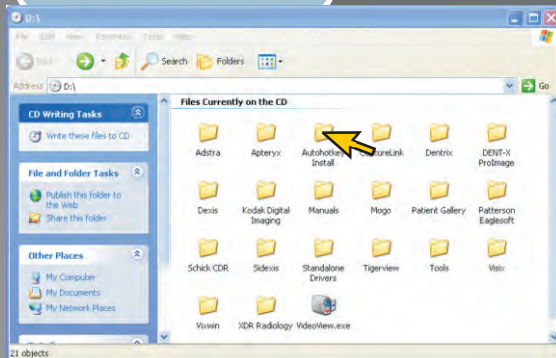 D:\
File Edit View Favorites Tools Help
Back Search Folders
Address D:\ Go
Files Currently on the CD
CD Writing Tasks
Write these files to CD
File and Folder Tasks
Publish this folder to
the Web
Share this folder
Other Places
My Computer
My Documents
My Network Places
Adstra Apteryx Autohotkey CaptureLink Dentrix DENT-X
Install ProImage
Dexis Kodak Digital Manuals Mogo Patient Gallery Patterson
Imaging Eaglesoft
Schick CDR Sidexis Standalone Tigerview Tools Visix
Drivers
Vixwin XDR Radiology VideoView.exe
21 objects